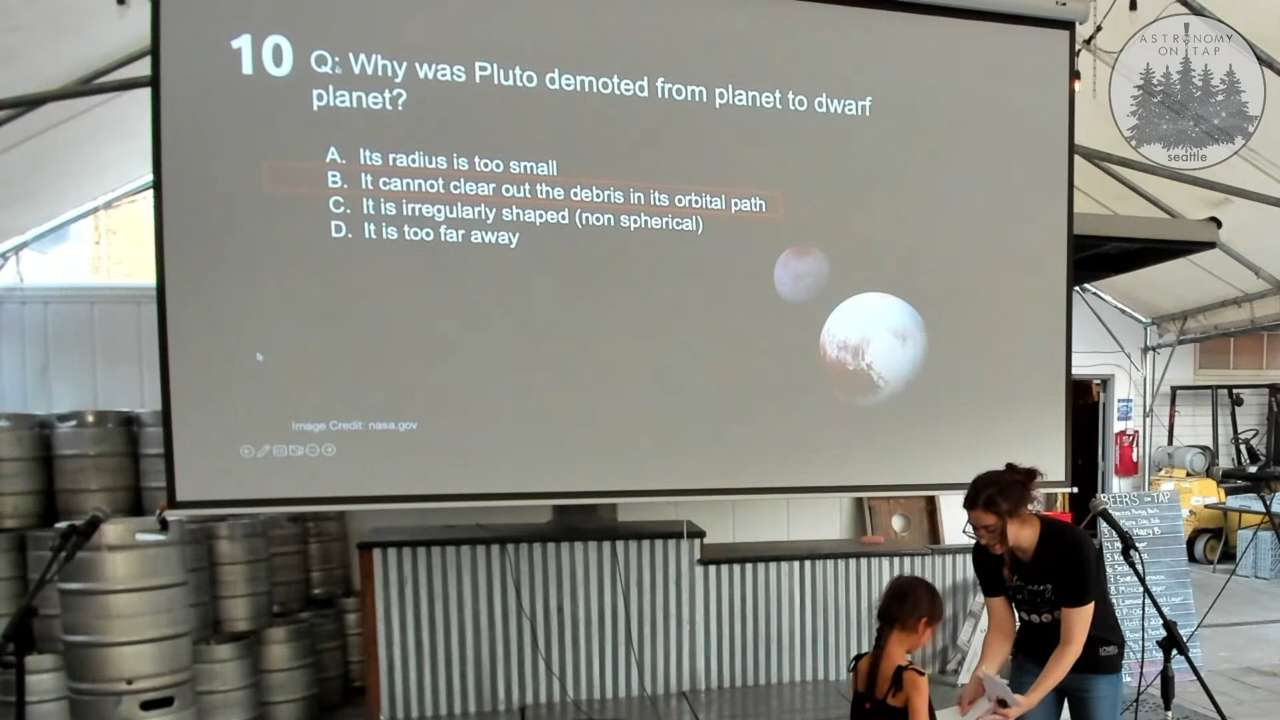 10
Q: Why was Pluto demoted from planet to dwarf
planet?
A. Its radius is too small
B. It cannot clear out the debris in its orbital path
C. It is irregularly shaped (non spherical)
D. It is too far away
Image Credit: nasa.gov
ASTRONOMY
ON TAP
seattle
BEERS ON TAP
LOWELL